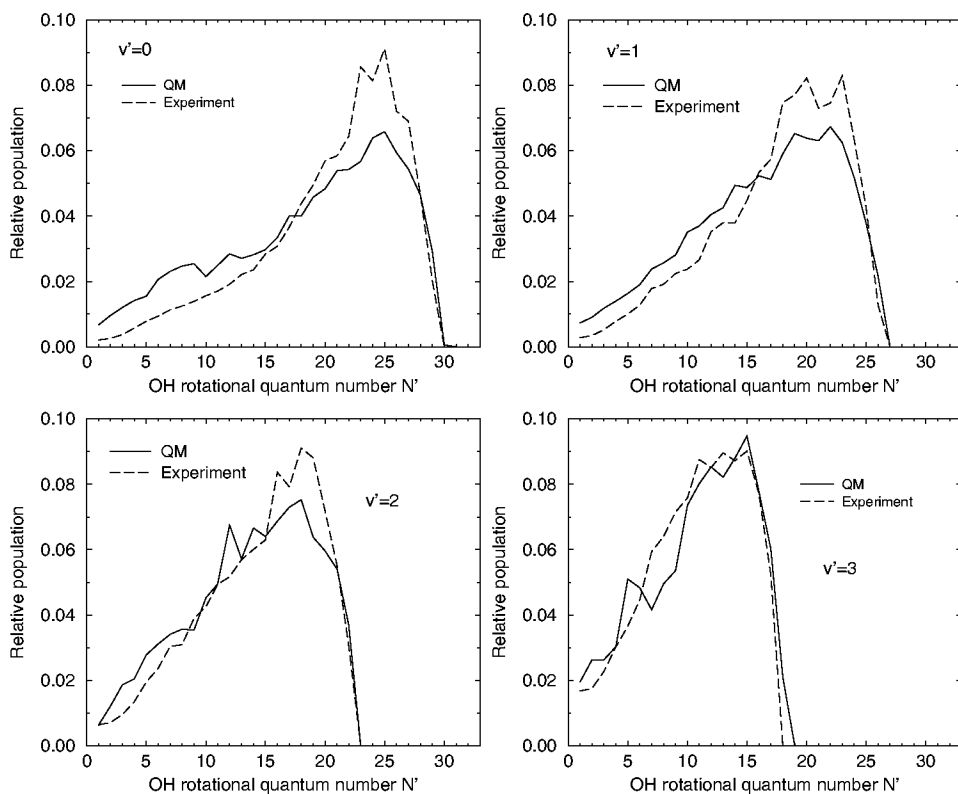 v'=0
QM
Experiment
Relative population
0.10
0.08
0.06
0.04
0.02
0.00
0 5 10 15 20 25 30
OH rotational quantum number N'
v'=1
QM
Experiment
Relative population
0.10
0.08
0.06
0.04
0.02
0.00
0 5 10 15 20 25 30
OH rotational quantum number N'
QM
Experiment
v'=2
Relative population
0.10
0.08
0.06
0.04
0.02
0.00
0 5 10 15 20 25 30
OH rotational quantum number N'
QM
Experiment
v'=3
Relative population
0.10
0.08
0.06
0.04
0.02
0.00
0 5 10 15 20 25 30
OH rotational quantum number N'